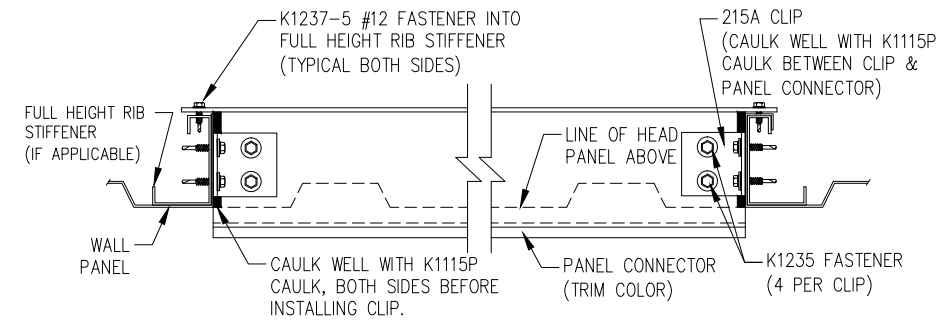 K1237-5 #12 FASTENER INTO
FULL HEIGHT RIB STIFFENER
(TYPICAL BOTH SIDES)
215A CLIP
(CAULK WELL WITH K1115P
CAULK BETWEEN CLIP &
PANEL CONNECTOR)
FULL HEIGHT RIB
STIFFENER
(IF APPLICABLE)
LINE OF HEAD
PANEL ABOVE
WALL
PANEL
CAULK WELL WITH K1115P
CAULK, BOTH SIDES BEFORE
INSTALLING CLIP.
PANEL CONNECTOR
(TRIM COLOR)
K1235 FASTENER
(4 PER CLIP)